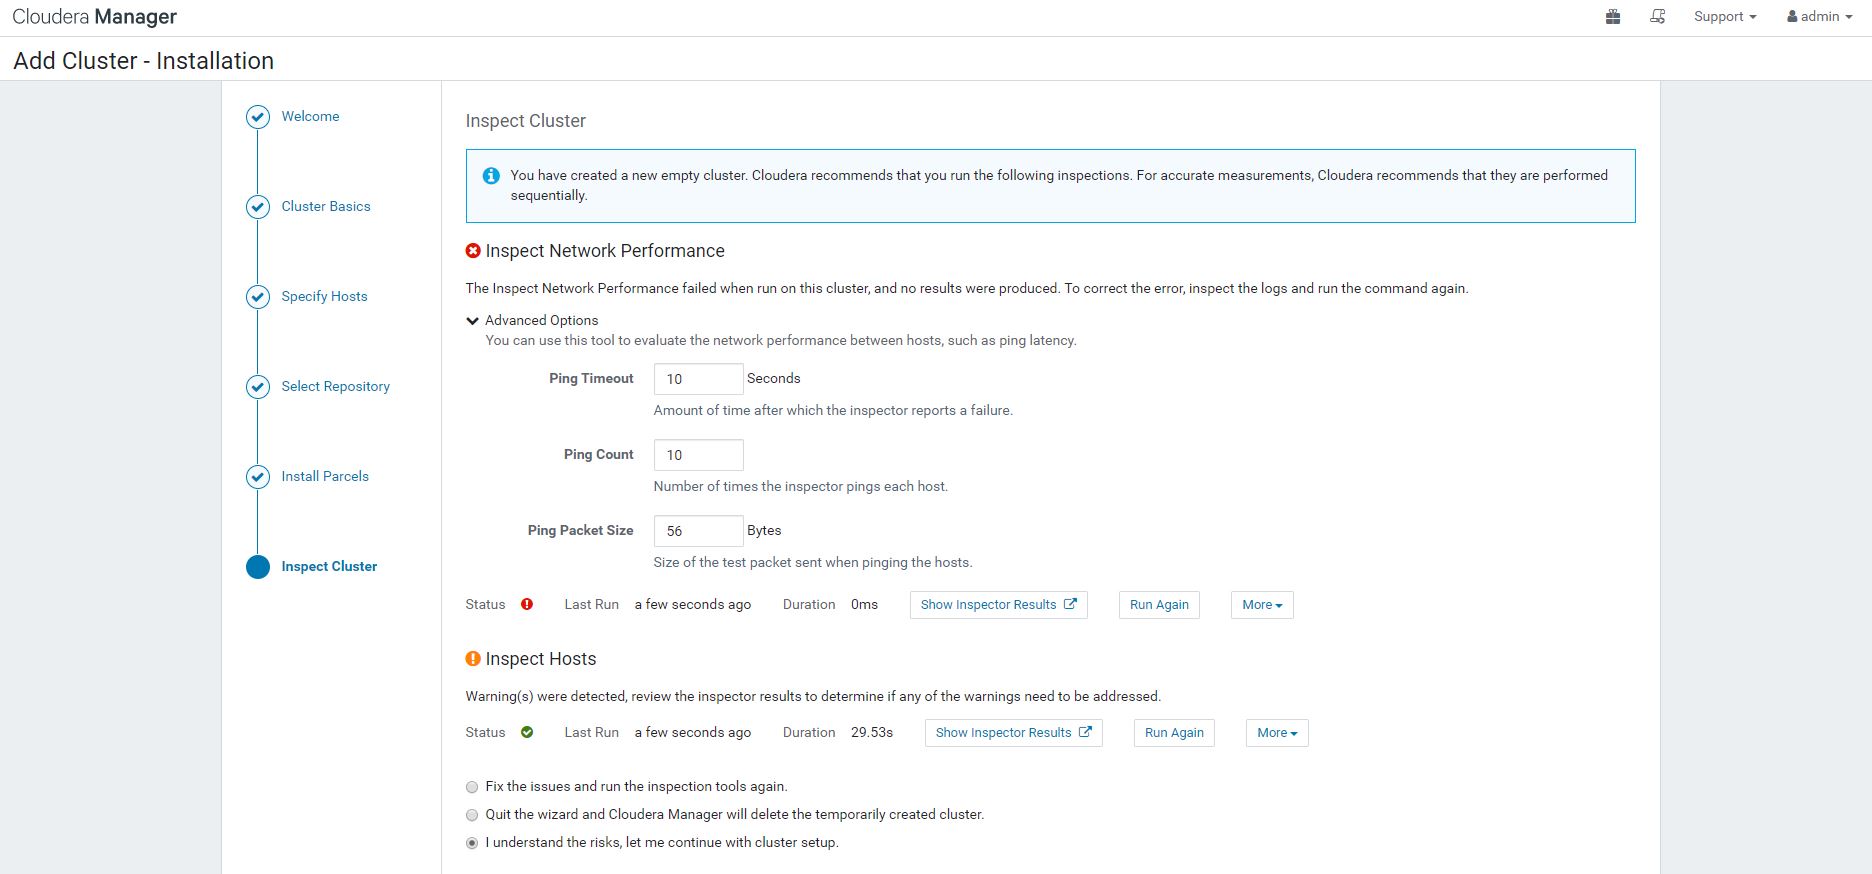 Cloudera Manager
Support
admin
Add Cluster - Installation
Welcome
Cluster Basics
Specify Hosts
Select Repository
Install Parcels
Inspect Cluster
Inspect Cluster
You have created a new empty cluster. Cloudera recommends that you run the following inspections. For accurate measurements, Cloudera recommends that they are performed
sequentially.
Inspect Network Performance
The Inspect Network Performance failed when run on this cluster, and no results were produced. To correct the error, inspect the logs and run the command again.
Advanced Options
You can use this tool to evaluate the network performance between hosts, such as ping latency.
Ping Timeout 10 Seconds
Amount of time after which the inspector reports a failure.
Ping Count 10
Number of times the inspector pings each host.
Ping Packet Size 56 Bytes
Size of the test packet sent when pinging the hosts.
Status Last Run a few seconds ago Duration 0ms Show Inspector Results Run Again More
Inspect Hosts
Warning(s) were detected, review the inspector results to determine if any of the warnings need to be addressed.
Status Last Run a few seconds ago Duration 29.53s Show Inspector Results Run Again More
Fix the issues and run the inspection tools again.
Quit the wizard and Cloudera Manager will delete the temporarily created cluster.
I understand the risks, let me continue with cluster setup.